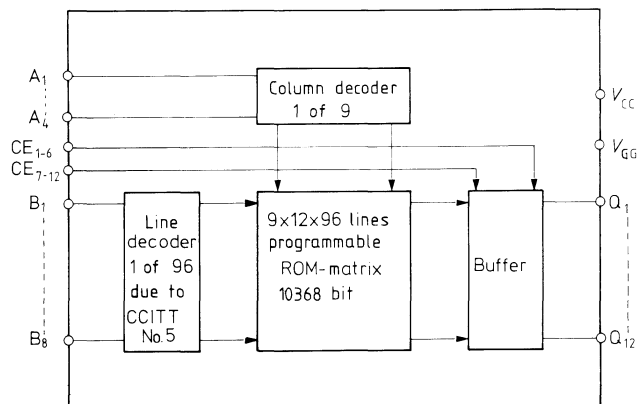 A1
A4
CE1-6
CE7-12
B1
B8
Column decoder
1 of 9
Line
decoder
1 of 96
due to
CCITT
No.5
9x12x96 lines
programmable
ROM-matrix
10368 bit
Buffer
VCC
VGG
Q1
Q12